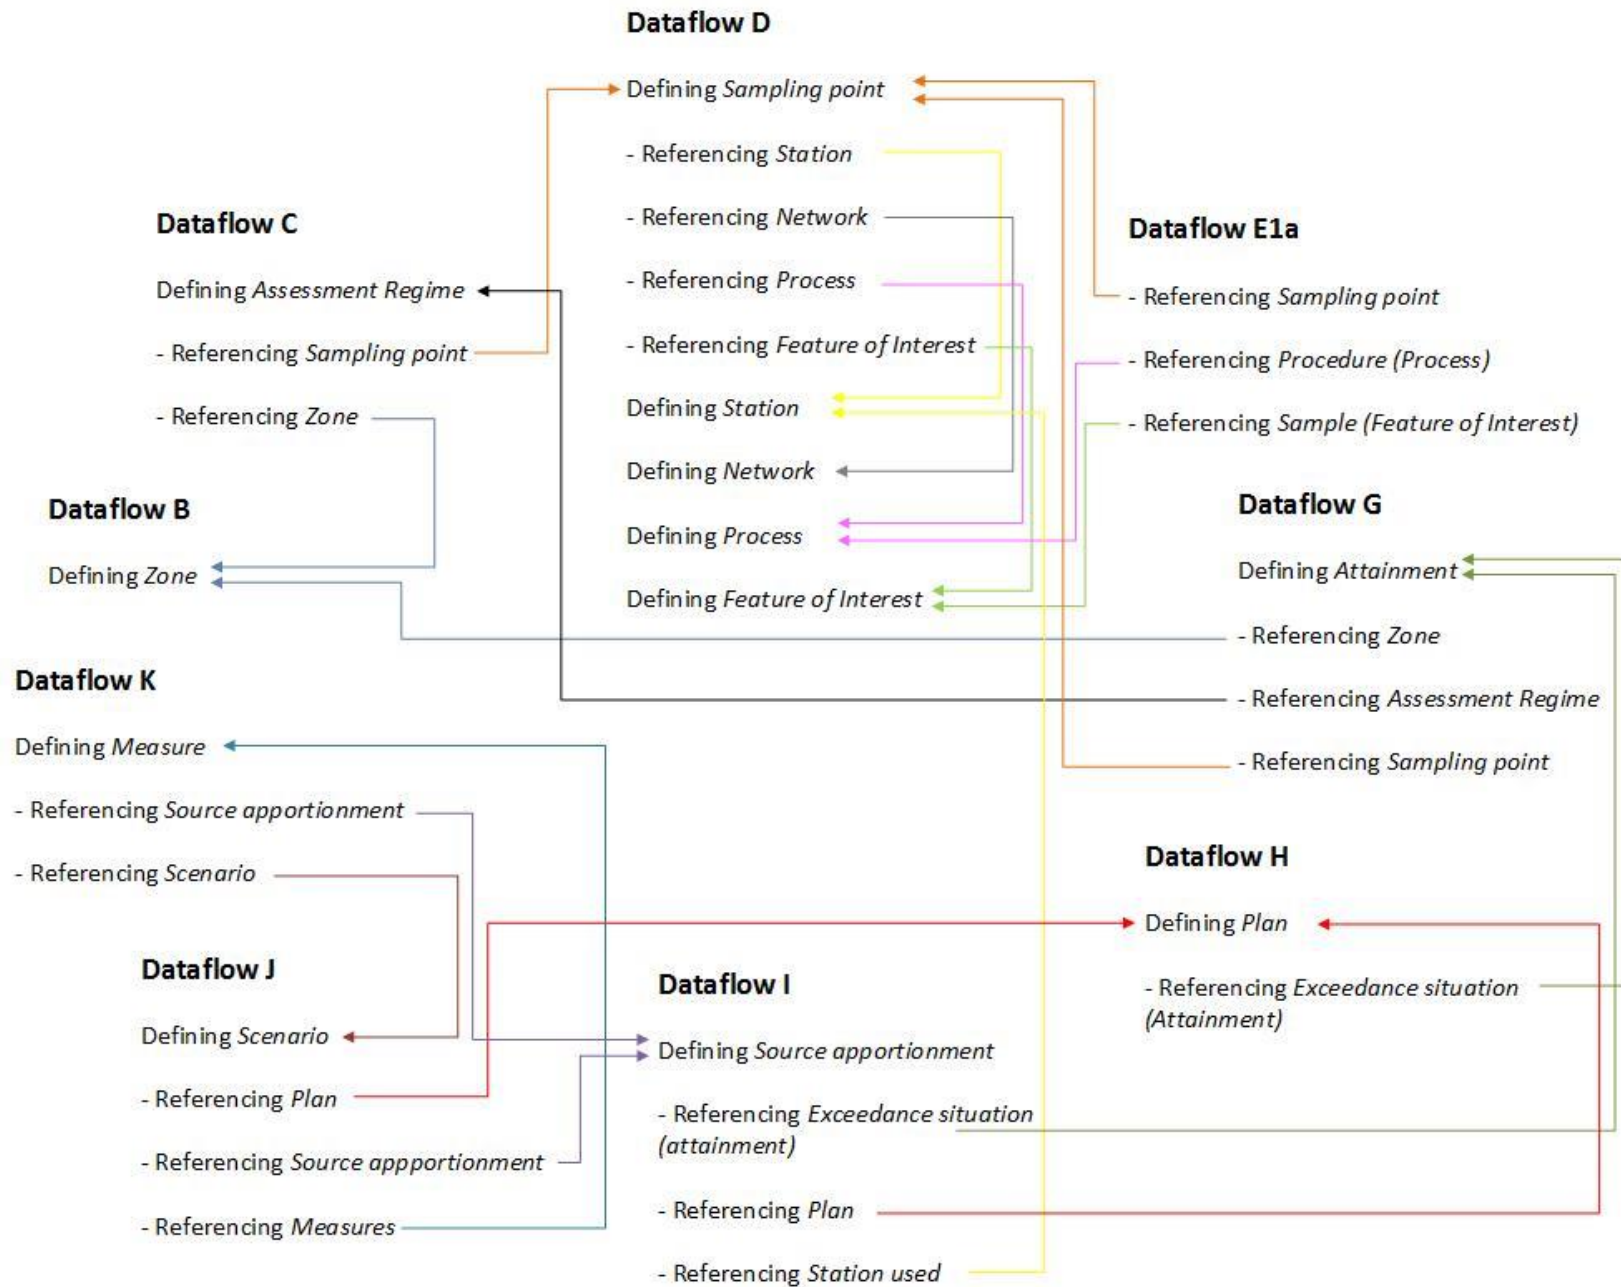 Dataflow D
Defining Sampling point
- Referencing Station
- Referencing Network
- Referencing Process
- Referencing Feature of Interest
Defining Station
Defining Network
Defining Process
Defining Feature of Interest
Dataflow C
Defining Assessment Regime
- Referencing Sampling point
- Referencing Zone
Dataflow E1a
- Referencing Sampling point
- Referencing Procedure (Process)
- Referencing Sample (Feature of Interest)
Dataflow B
Defining Zone
Dataflow G
Defining Attainment
- Referencing Zone
- Referencing Assessment Regime
- Referencing Sampling point
Dataflow K
Defining Measure
- Referencing Source apportionment
- Referencing Scenario
Dataflow H
Defining Plan
- Referencing Exceedance situation
(Attainment)
Dataflow J
Defining Scenario
- Referencing Plan
- Referencing Source appportionment
- Referencing Measures
Dataflow I
Defining Source apportionment
- Referencing Exceedance situation
(attainment)
- Referencing Plan
- Referencing Station used